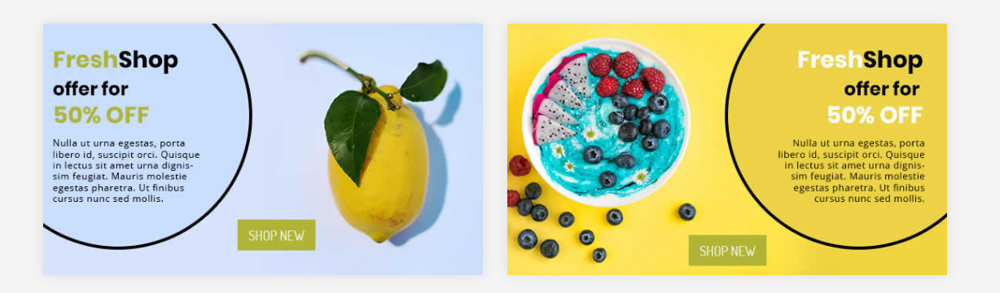 FreshShop
offer for
50% OFF
Nulla ut urna egestas, porta
libero id, suscipit orci. Quisque
in lectus sit amet urna dignis-
sim feugiat. Mauris molestie
egestas pharetra. Ut finibus
cursus nunc sed mollis.
SHOP NEW
FreshShop
offer for
50% OFF
Nulla ut urna egestas, porta
libero id, suscipit orci. Quisque
in lectus sit amet urna dignis-
sim feugiat. Mauris molestie
egestas pharetra. Ut finibus
cursus nunc sed mollis.
SHOP NEW